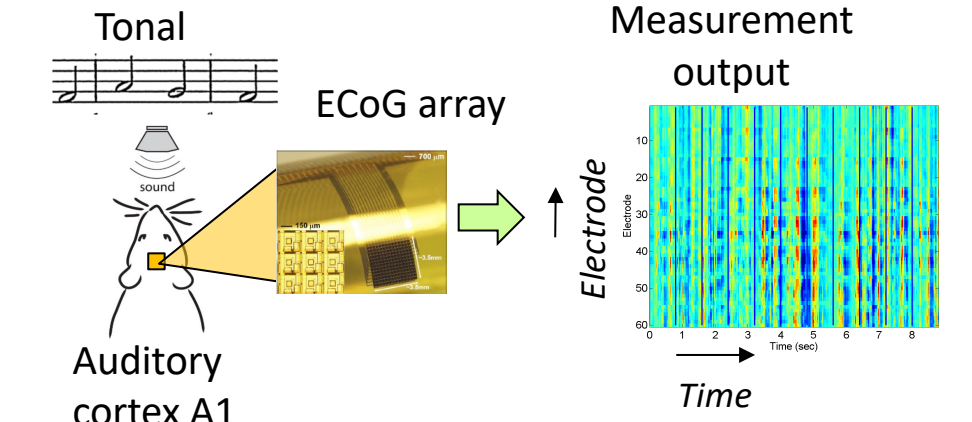 Tonal
sound
Auditory
cortex A1
ECoG array
700 μm
150 μm
~3.5mm
~3.8mm
Measurement
output
Electrode
Electrode
10
20
30
40
50
60
0 1 2 3 4 5 6 7 8
Time (sec)
Time